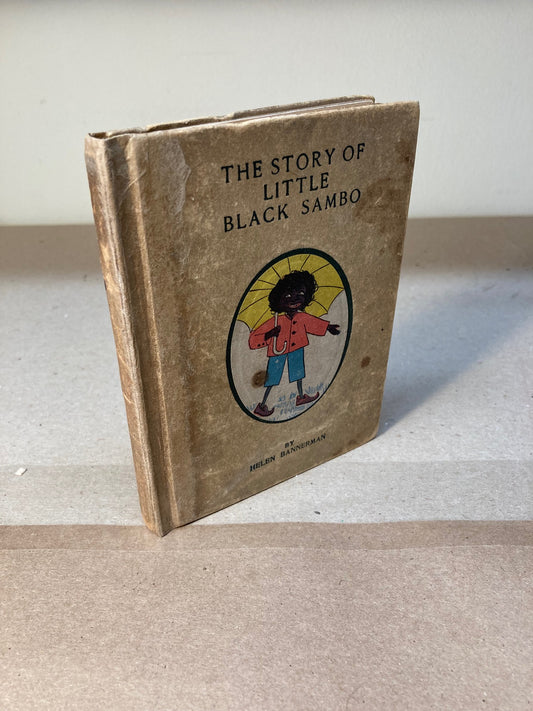 THE STORY OF
LITTLE
BLACK SAMBO
BY
HELEN BANNERMAN